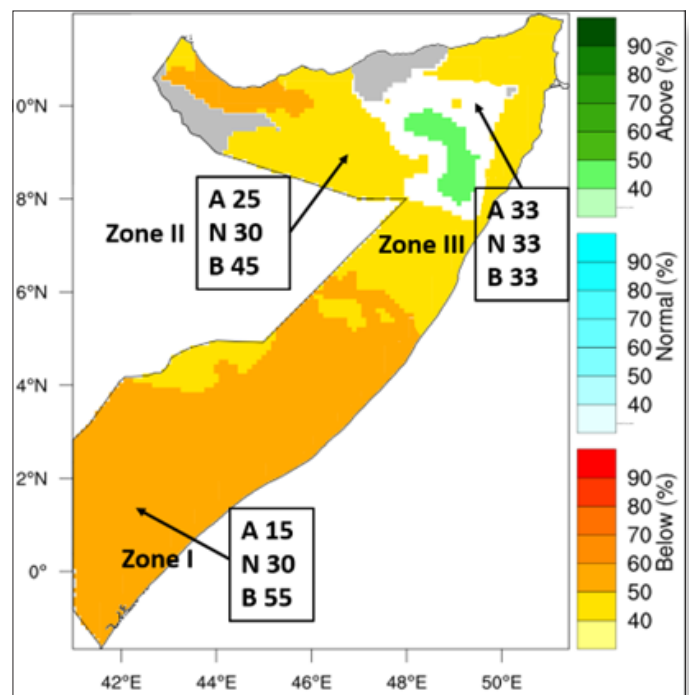 0°N
8°N
6°N
4°N
2°N
0°
42°E
44°E
46°E
48°E
50°E
Zone II
A 25
N 30
B 45
Zone III
A 33
N 33
B 33
Zone I
A 15
N 30
B 55
90
80
70
60
50
40
Above (%)
90
80
70
60
50
40
Normal (%)
90
80
70
60
50
40
Below (%)